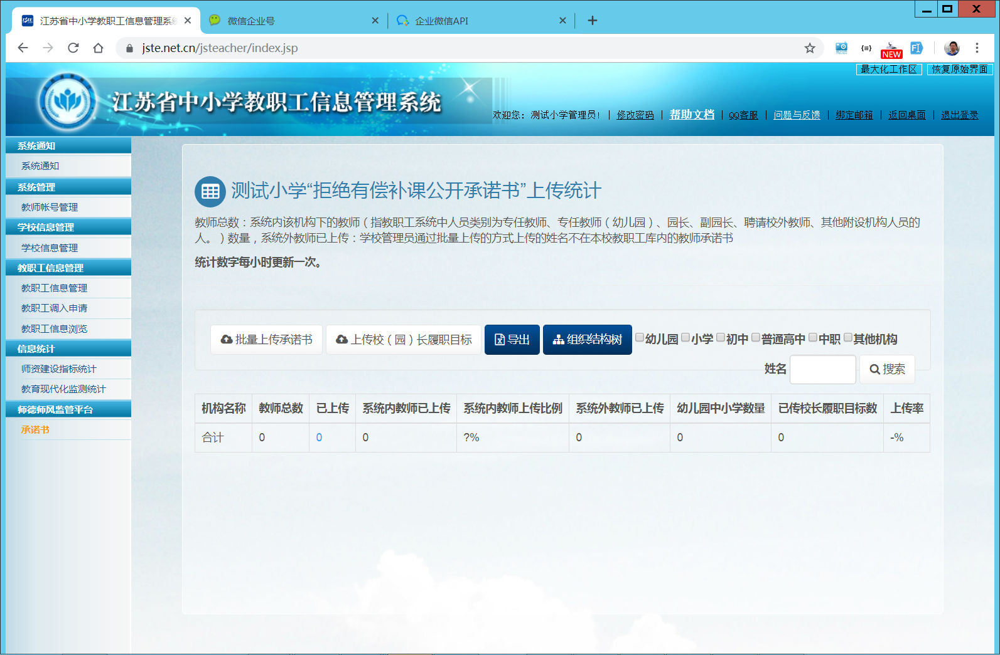 江苏省中小学教职工信息管理系统
微信企业号
企业微信API
jste.net.cn/jsteacher/index.jsp
NEW
最大化工作区 恢复原始界面
江苏省中小学教职工信息管理系统
欢迎您：测试小学管理员! | 修改密码 | 帮助文档 | QQ客服 | 问题与反馈 | 绑定邮箱 | 返回桌面 | 退出登录
系统通知
系统通知
系统管理
教师帐号管理
学校信息管理
学校信息管理
教职工信息管理
教职工信息管理
教职工调入申请
教职工信息浏览
信息统计
师资建设指标统计
教育现代化监测统计
师德师风监管平台
承诺书
测试小学“拒绝有偿补课公开承诺书”上传统计
教师总数：系统内该机构下的教师（指教职工系统中人员类别为专任教师、专任教师（幼儿园）、园长、副园长、聘请校外教师、其他附设机构人员的
人。）数量，系统外教师已上传：学校管理员通过批量上传的方式上传的姓名不在本校教职工库内的教师承诺书
统计数字每小时更新一次。
批量上传承诺书 上传校（园）长履职目标 导出 组织结构树 幼儿园 小学 初中 普通高中 中职 其他机构
姓名 搜索
机构名称 教师总数 已上传 系统内教师已上传 系统内教师上传比例 系统外教师已上传 幼儿园中小学数量 已传校长履职目标数 上传率
合计 0 0 0 ?% 0 0 0 -%